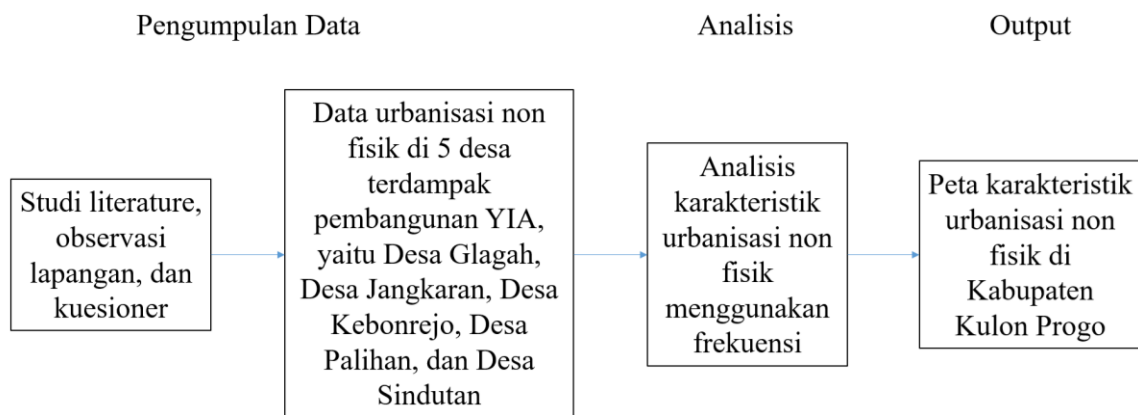 Pengumpulan Data
Analisis
Output
Studi literature,
observasi
lapangan, dan
kuesioner
Data urbanisasi non
fisik di 5 desa
terdampak
pembangunan YIA,
yaitu Desa Glagah,
Desa Jangkaran, Desa
Kebonrejo, Desa
Palihan, dan Desa
Sindutan
Analisis
karakteristik
urbanisasi non
fisik
menggunakan
frekuensi
Peta karakteristik
urbanisasi non
fisik di
Kabupaten
Kulon Progo